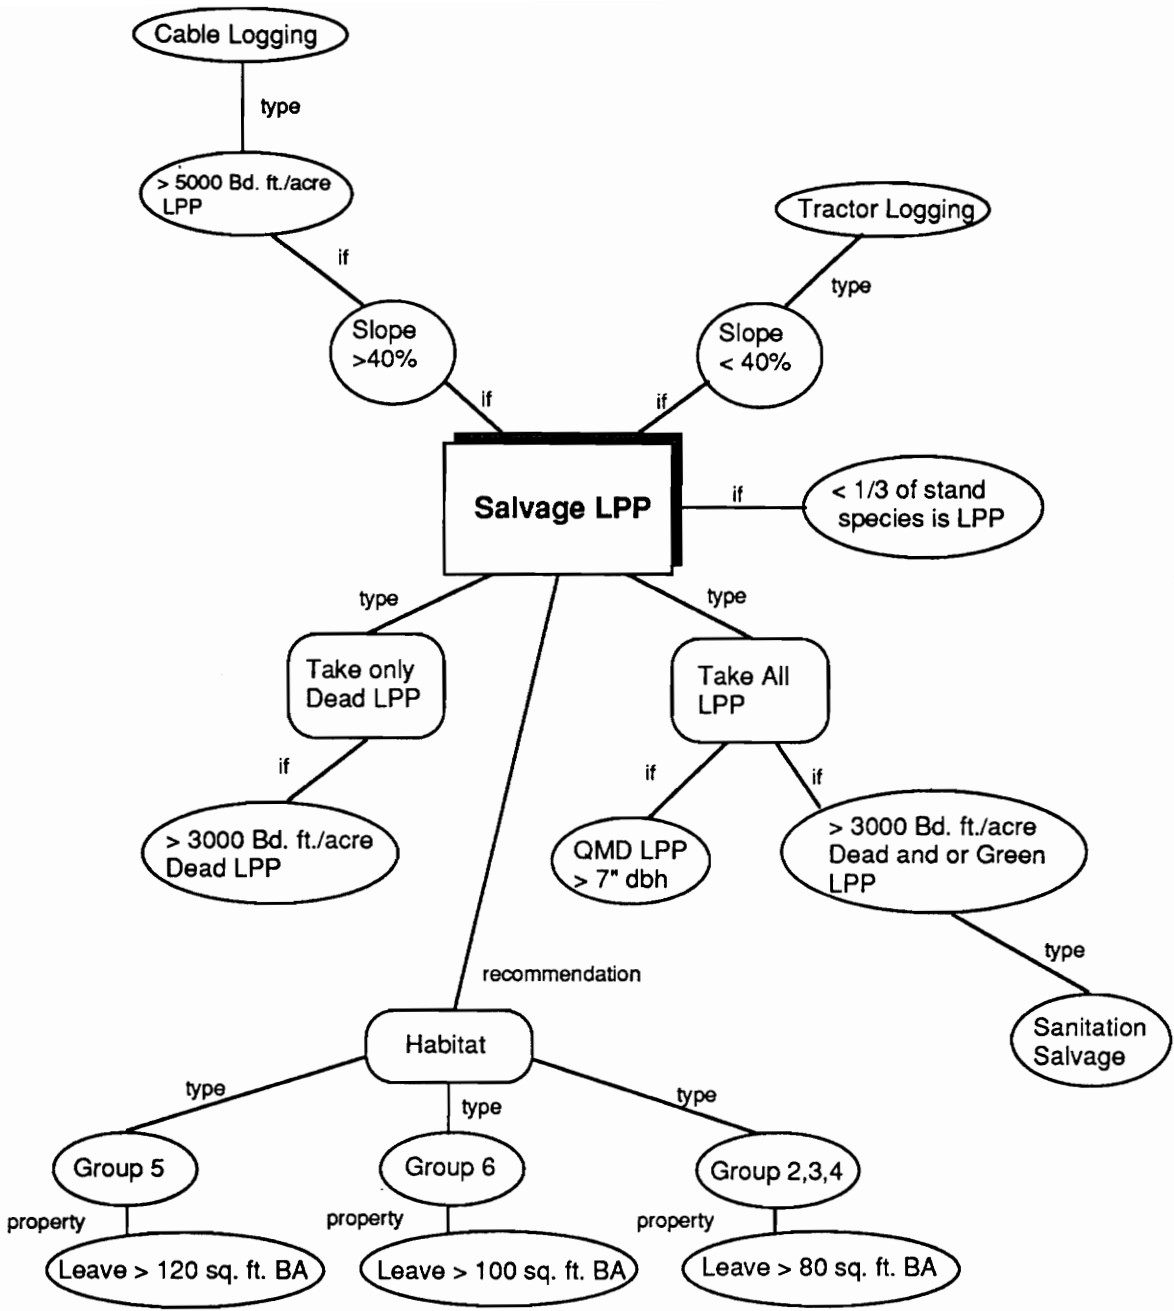 Cable Logging
type
> 5000 Bd. ft./acre
LPP
Tractor Logging
if
type
Slope
>40%
Slope
< 40%
if
if
Salvage LPP
if
< 1/3 of stand
species is LPP
type
type
Take only
Dead LPP
Take All
LPP
if
if
if
> 3000 Bd. ft./acre
Dead LPP
QMD LPP
> 7" dbh
> 3000 Bd. ft./acre
Dead and or Green
LPP
type
recommendation
Sanitation
Salvage
Habitat
type
type
type
Group 5
Group 6
Group 2,3,4
property
property
property
Leave > 120 sq. ft. BA
Leave > 100 sq. ft. BA
Leave > 80 sq. ft. BA